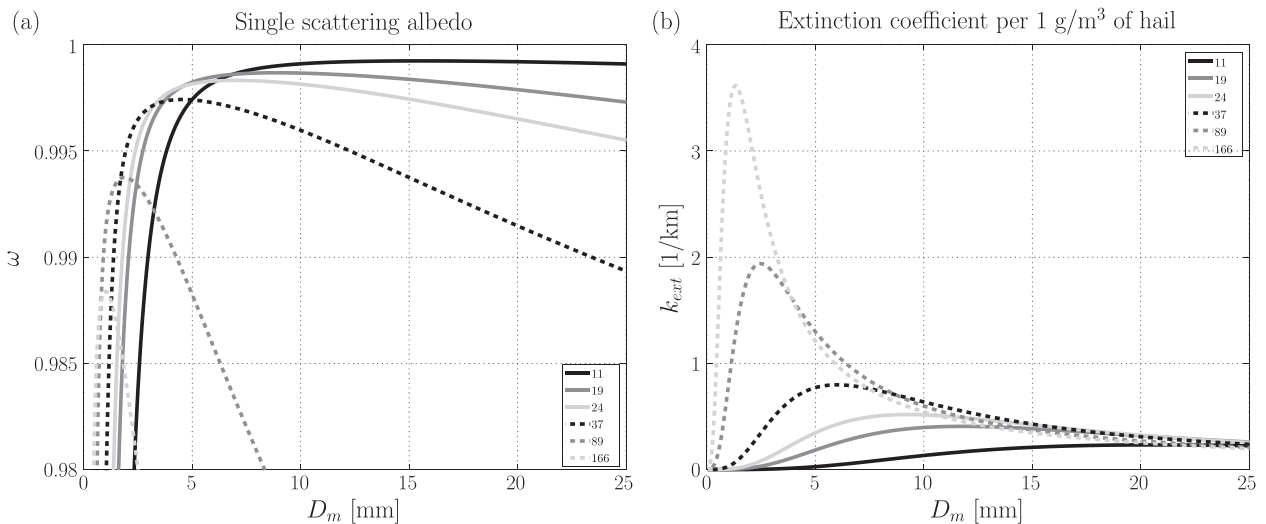 (a) Single scattering albedo
1
0.995
0.99
0.985
0.98
ω
0 5 10 15 20 25
D_m [mm]
11
19
24
37
89
166
(b) Extinction coefficient per 1 g/m³ of hail
4
3
2
1
0
k_ext [1/km]
0 5 10 15 20 25
D_m [mm]
11
19
24
37
89
166